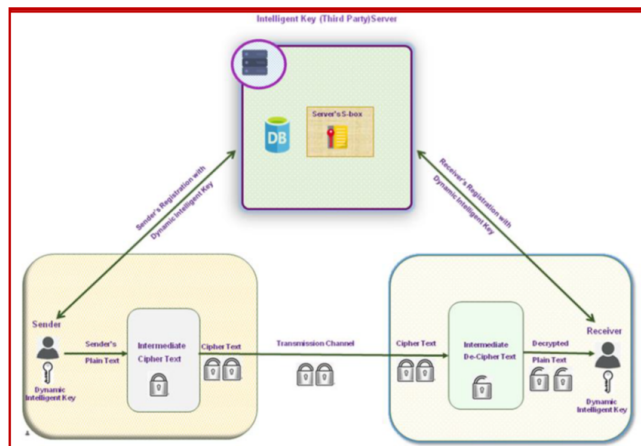 Intelligent Key (Third Party)Server
Server's S-box
DB
Sender's Registration with
Dynamic Intelligent Key
Receiver's Registration with
Dynamic Intelligent Key
Sender
Sender's
Plain Text
Dynamic
Intelligent Key
Intermediate
Cipher Text
Cipher Text
Transmission Channel
Cipher Text
Intermediate
De-Cipher Text
Decrypted
Plain Text
Receiver
Dynamic
Intelligent Key